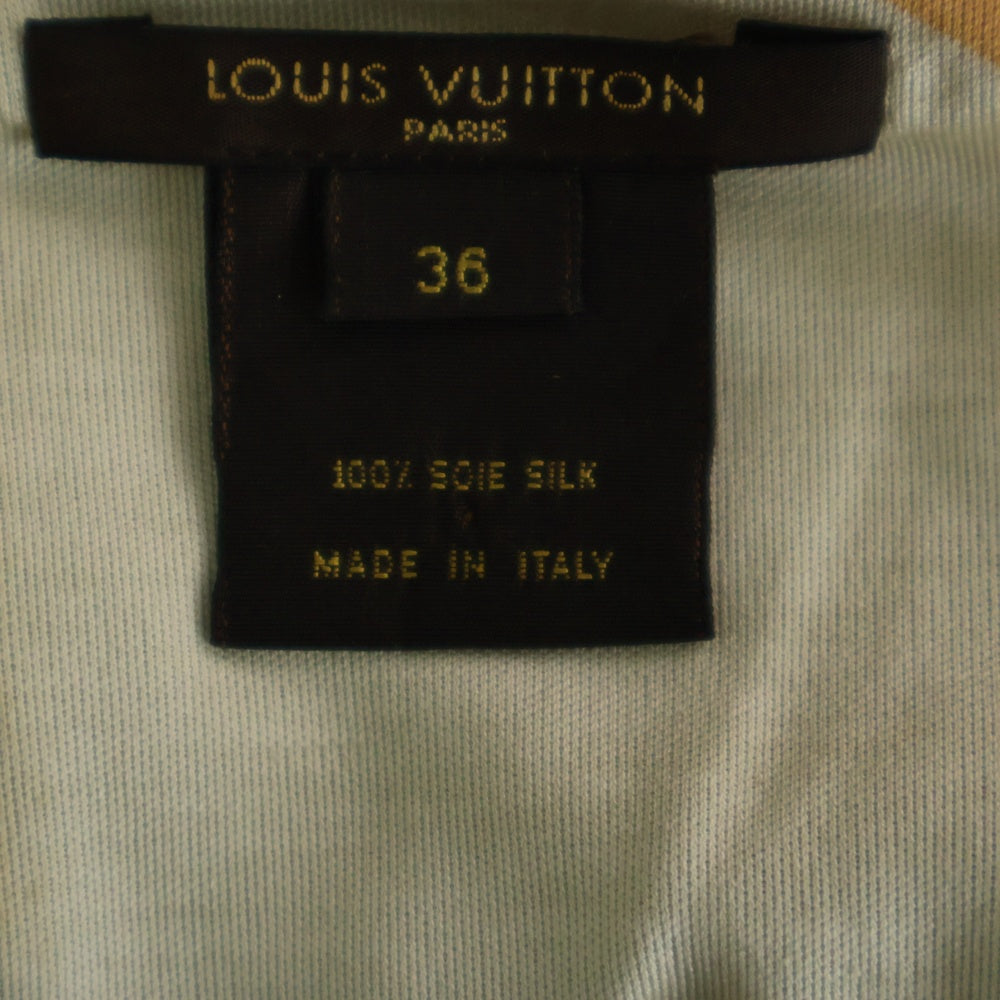 LOUIS VUITTON
PARIS
36
100% SOIE SILK
MADE IN ITALY